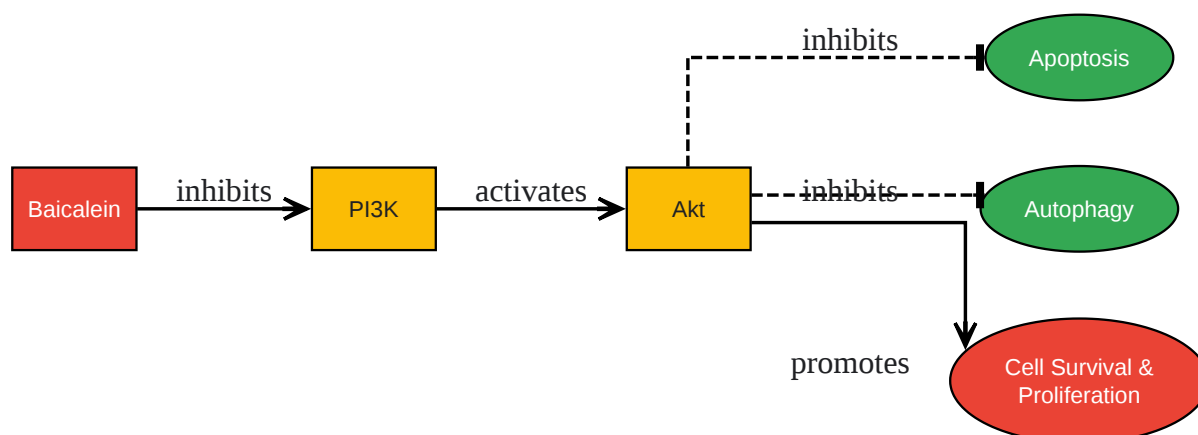 inhibits
Apoptosis
Baicalein
inhibits
PI3K
activates
Akt
inhibits
Autophagy
promotes
Cell Survival &
Proliferation